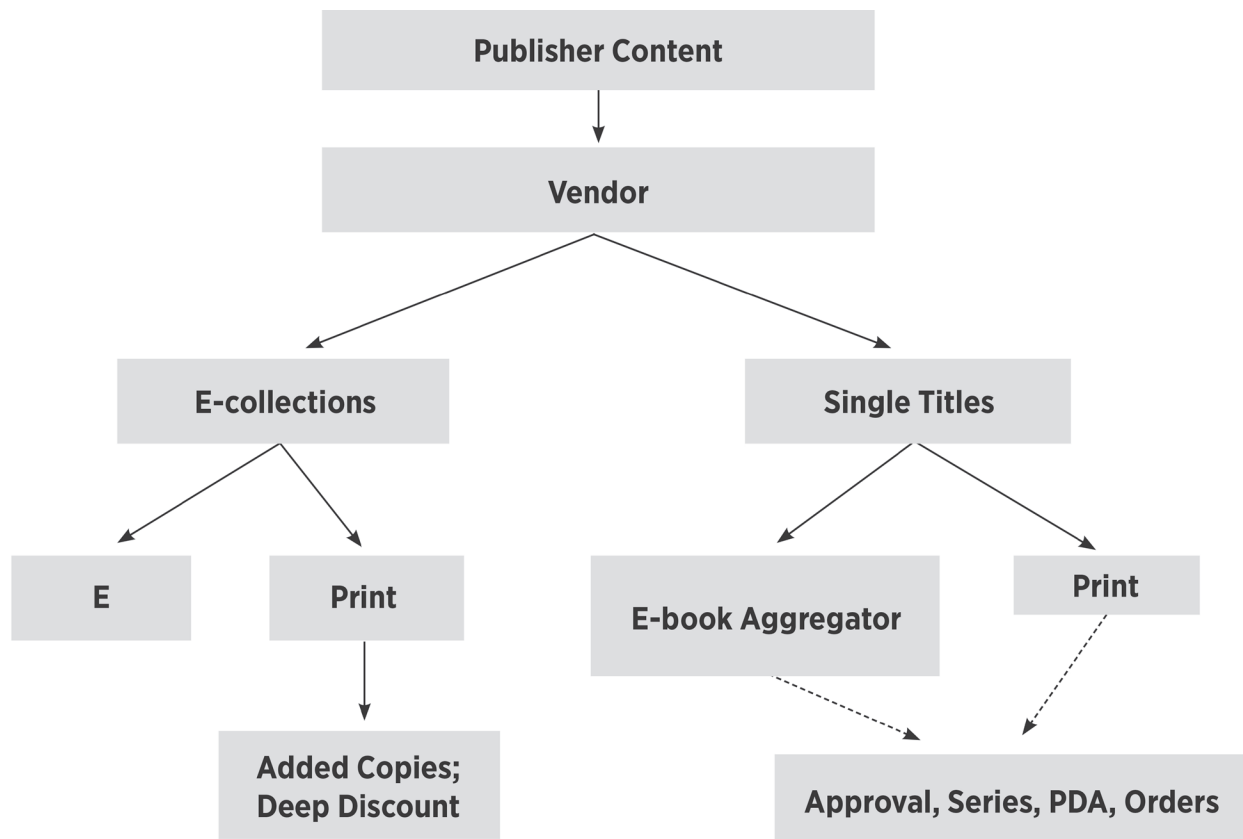 Publisher Content
Vendor
E-collections
Single Titles
E
Print
E-book Aggregator
Print
Added Copies;
Deep Discount
Approval, Series, PDA, Orders